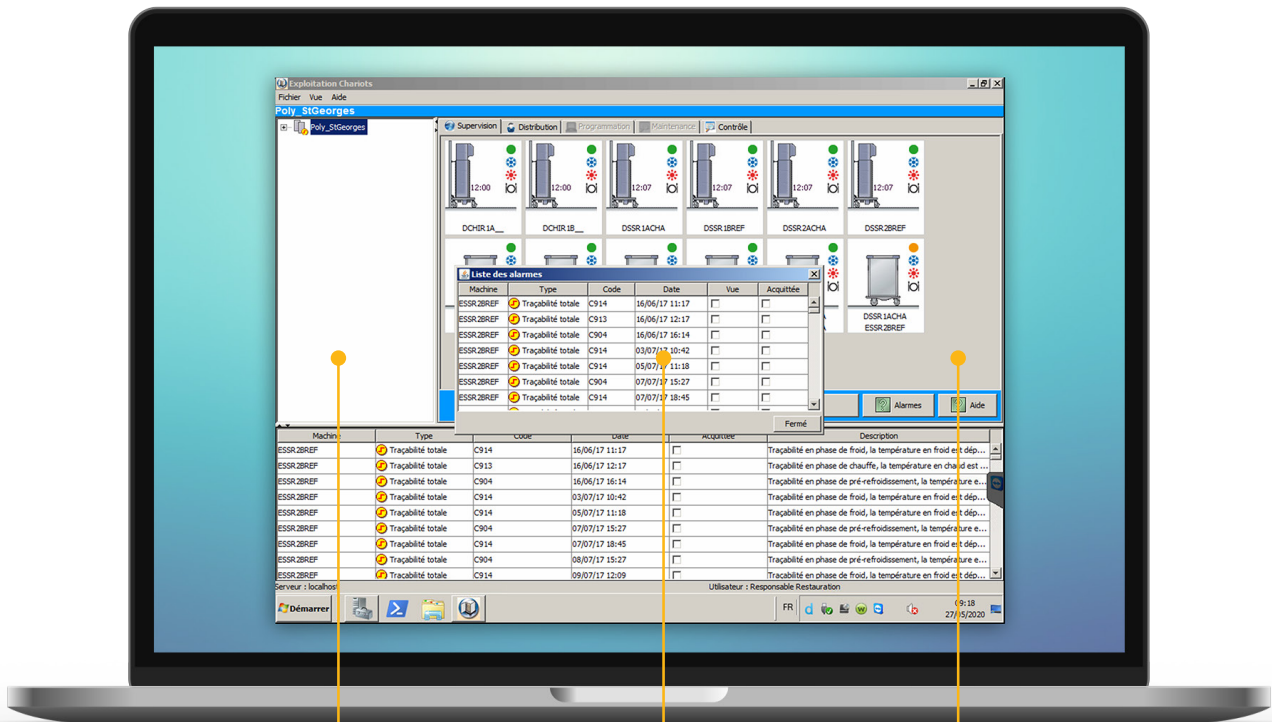 Exploitation Chariots
Fichier Vue Aide
Poly_StGeorges
Poly_StGeorges
Supervision Distribution Programmation Maintenance Contrôle
12:00 12:00 12:07 12:07 12:07 12:07
DCHIR1A__ DCHIR1B__ DSSR1ACHA DSSR1BREF DSSR2ACHA DSSR2BREF
DSSR1ACHA
ESSR2BREF
Liste des alarmes
Machine Type Code Date Vue Acquittée
ESSR2BREF Traçabilité totale C914 16/06/17 11:17
ESSR2BREF Traçabilité totale C913 16/06/17 12:17
ESSR2BREF Traçabilité totale C904 16/06/17 16:14
ESSR2BREF Traçabilité totale C914 03/07/17 10:42
ESSR2BREF Traçabilité totale C914 05/07/17 11:18
ESSR2BREF Traçabilité totale C904 07/07/17 15:27
ESSR2BREF Traçabilité totale C914 07/07/17 18:45
Fermé
Alarmes Aide
Machine Type Code Date Acquittée Description
ESSR2BREF Traçabilité totale C914 16/06/17 11:17 Traçabilité en phase de froid, la température en froid est dép...
ESSR2BREF Traçabilité totale C913 16/06/17 12:17 Traçabilité en phase de chauffe, la température en chaud est ...
ESSR2BREF Traçabilité totale C904 16/06/17 16:14 Traçabilité en phase de pré-refroidissement, la température e...
ESSR2BREF Traçabilité totale C914 03/07/17 10:42 Traçabilité en phase de froid, la température en froid est dép...
ESSR2BREF Traçabilité totale C914 05/07/17 11:18 Traçabilité en phase de froid, la température en froid est dép...
ESSR2BREF Traçabilité totale C904 07/07/17 15:27 Traçabilité en phase de pré-refroidissement, la température e...
ESSR2BREF Traçabilité totale C914 07/07/17 18:45 Traçabilité en phase de froid, la température en froid est dép...
ESSR2BREF Traçabilité totale C904 08/07/17 15:27 Traçabilité en phase de pré-refroidissement, la température e...
ESSR2BREF Traçabilité totale C914 09/07/17 12:09 Traçabilité en phase de froid, la température en froid est dép...
Serveur : localhost Utilisateur : Responsable Restauration
Démarrer FR 09:18
27/05/2020